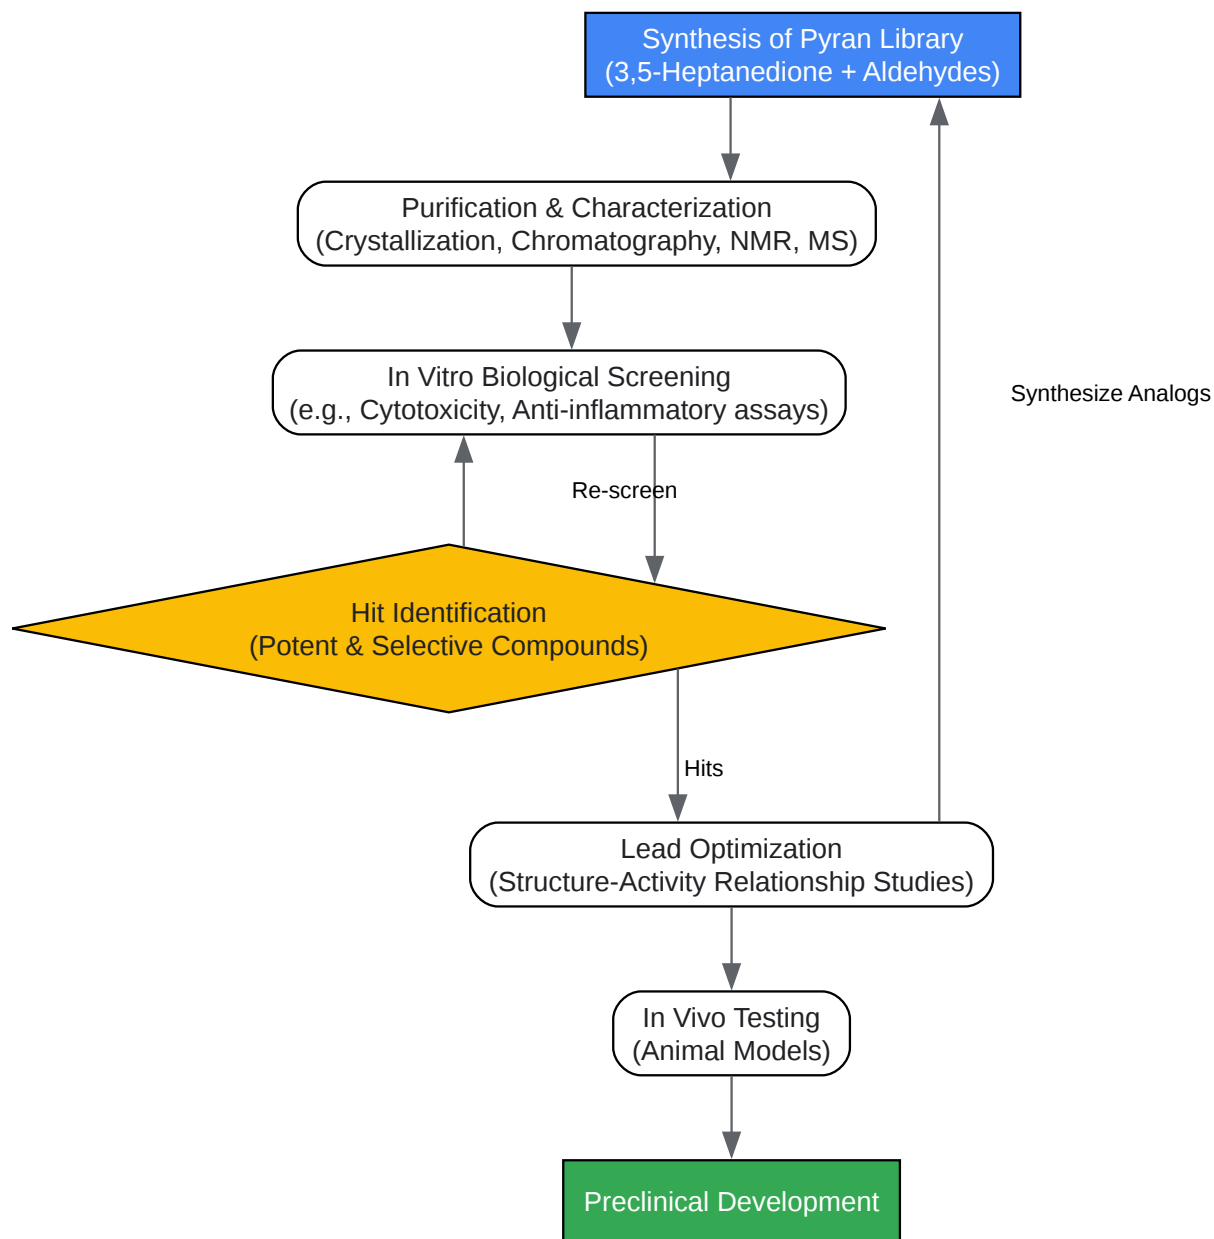 Synthesis of Pyran Library
(3,5-Heptanedione + Aldehydes)
Purification & Characterization
(Crystallization, Chromatography, NMR, MS)
In Vitro Biological Screening
(e.g., Cytotoxicity, Anti-inflammatory assays)
Synthesize Analogs
Re-screen
Hit Identification
(Potent & Selective Compounds)
Hits
Lead Optimization
(Structure-Activity Relationship Studies)
In Vivo Testing
(Animal Models)
Preclinical Development